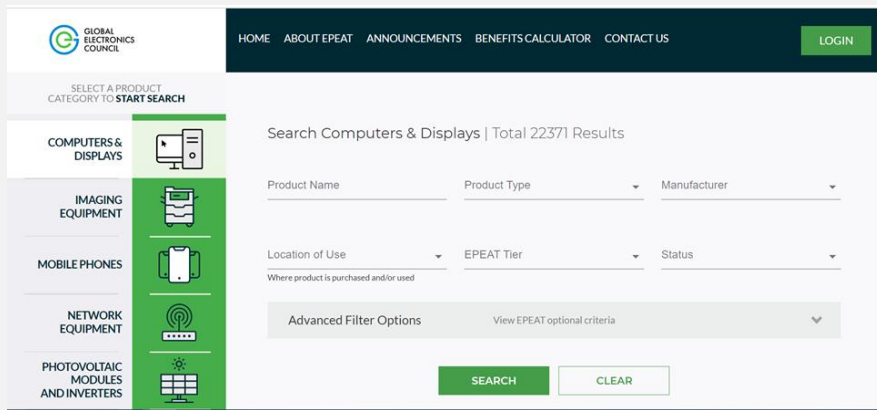 GLOBAL
ELECTRONICS
COUNCIL
HOME ABOUT EPEAT ANNOUNCEMENTS BENEFITS CALCULATOR CONTACT US
LOGIN
SELECT A PRODUCT
CATEGORY TO START SEARCH
COMPUTERS &
DISPLAYS
IMAGING
EQUIPMENT
MOBILE PHONES
NETWORK
EQUIPMENT
PHOTOVOLTAIC
MODULES
AND INVERTERS
Search Computers & Displays | Total 22371 Results
Product Name Product Type Manufacturer
Location of Use EPEAT Tier Status
Where product is purchased and/or used
Advanced Filter Options View EPEAT optional criteria
SEARCH CLEAR